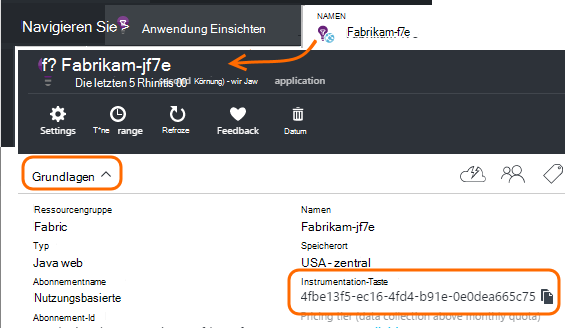 Navigieren Sie
Anwendung Einsichten
NAMEN
Fabrikam-f7e
f? Fabrikam-jf7e
Die letzten 5
Körnung) - wir Jaw
application
Settings
T*ne range
Refroze
Feedback
Datum
Grundlagen
Ressourcengruppe
Fabric
Namen
Fabrikam-jf7e
Typ
Java web
Speicherort
USA - zentral
Abonnementname
Nutzungsbasierte
Instrumentation-Taste
4fbe13f5-ec16-4fd4-b91e-0e0dea665c75
Abonnement-Id
Pricing tier (data collection above monthly quota)